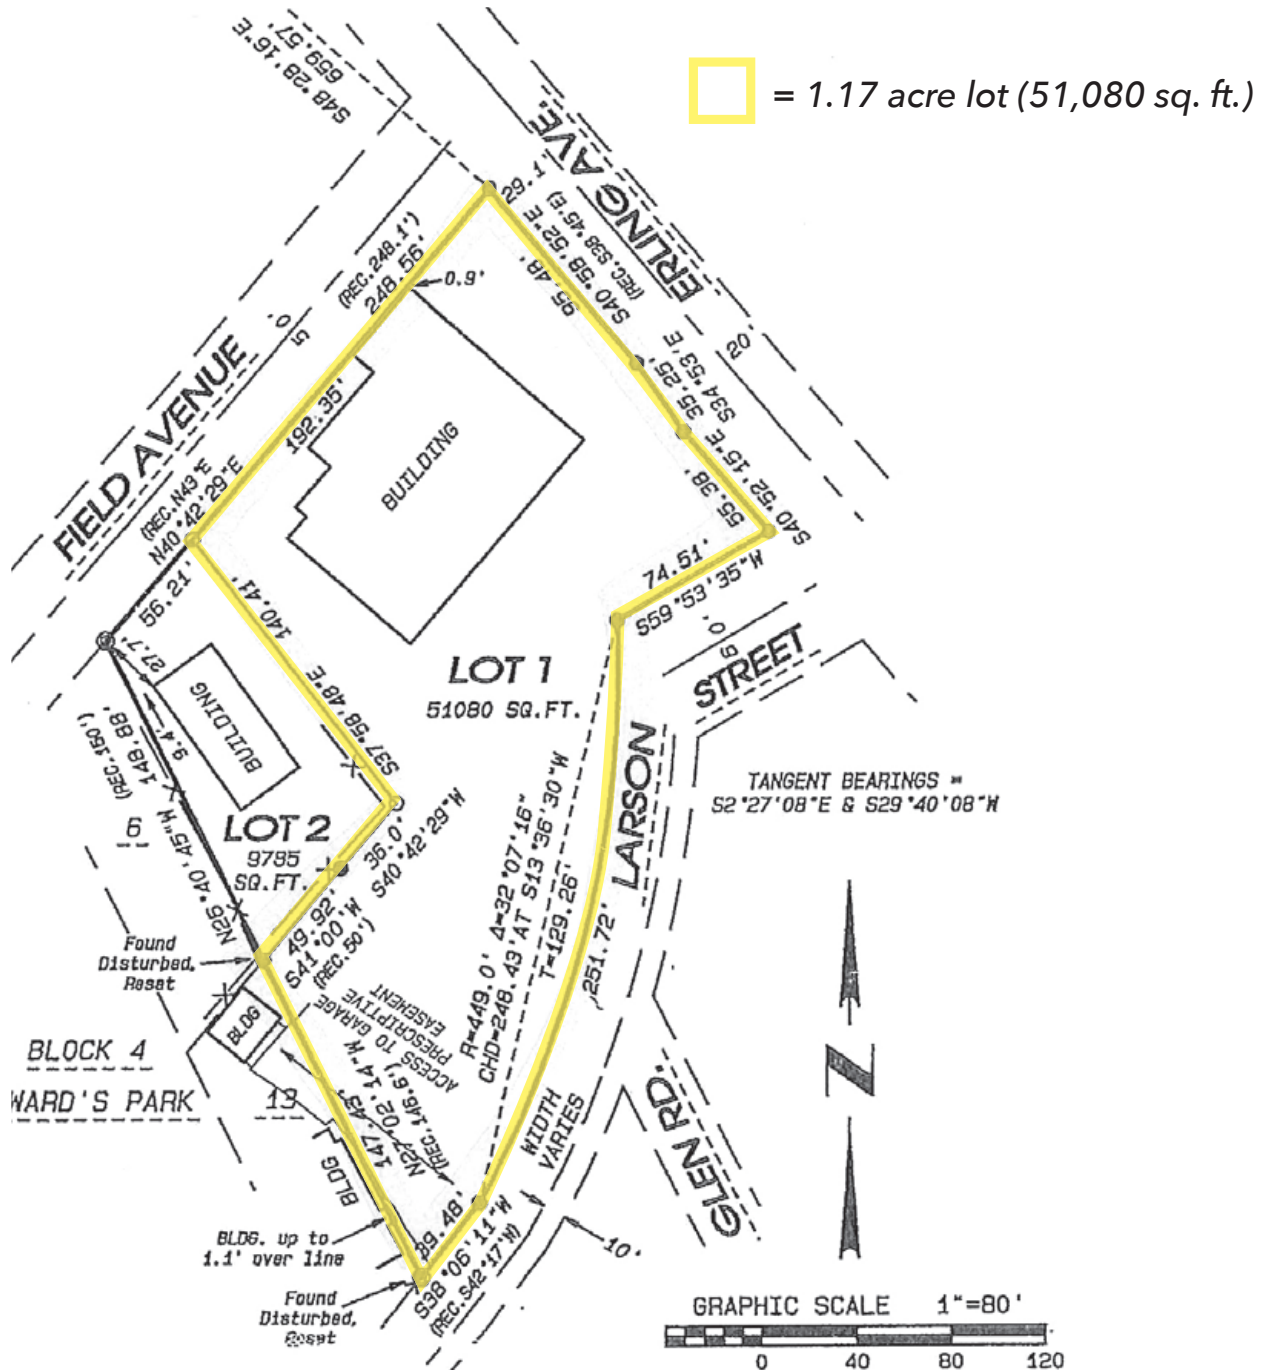 = 1.17 acre lot (51,080 sq. ft.)
S48°28'16"E
659.57'
ERLING AVE.
29.1'
S40°58'52"E
(REC. S38°45'E)
95.48'
(REC.248.1')
248.56'
0.9'
FIELD AVENUE
50'
20'
35.25'
S34°53'E
192.35'
BUILDING
(REC.N43°E
N40°42'29"E
55.38'
S40°52'15"E
74.51'
S59°53'35"W
60'
56.21'
140.41'
27.7'
S37°58'48"E
LOT 1
51080 SQ.FT.
STREET
BUILDING
9.4'
148.88'
(REC.150')
N26°40'45"W
6
LOT 2
9785
SQ.FT.
36.0'
S40°42'29"W
LARSON
TANGENT BEARINGS =
S2°27'08"E & S29°40'08"W
R=449.0' Δ=32°07'16"
CHD=248.43'AT S13°36'30"W
T=129.26'
251.72'
49.92'
S41°00'W
(REC.50')
Found
Disturbed,
Reset
ACCESS TO GARAGE
PRESCRIPTIVE
EASEMENT
BLDG
BLOCK 4
WARD'S PARK
13
147.43'
N27°02'14"W
(REC.146.6')
WIDTH
VARIES
GLEN RD.
N
BLDG
BLDG. up to
1.1' over line
39.48'
S38°06'11"W
(REC.S42°17'W)
10'
Found
Disturbed,
Reset
GRAPHIC SCALE 1"=80'
0 40 80 120